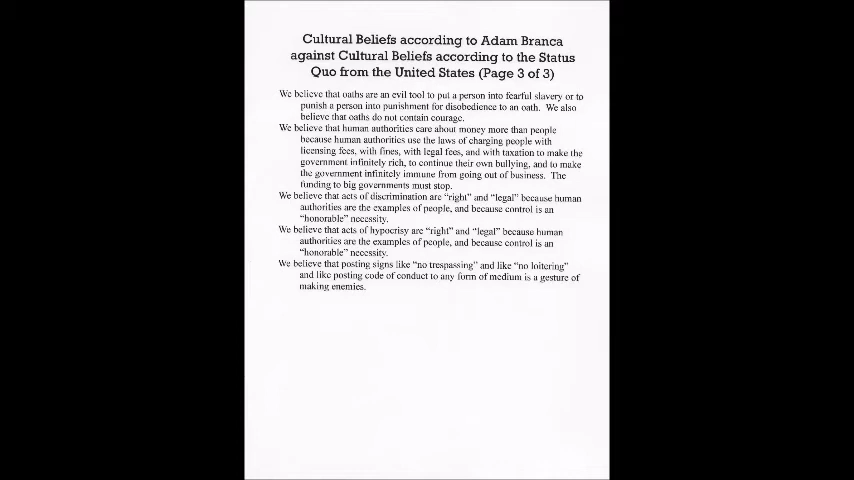 Cultural Beliefs according to Adam Branca
against Cultural Beliefs according to the Status
Quo from the United States (Page 3 of 3)
We believe that oaths are an evil tool to put a person into fearful slavery or to
punish a person into punishment for disobedience to an oath. We also
believe that oaths do not contain courage.
We believe that human authorities care about money more than people
because human authorities use the laws of charging people with
licensing fees, with fines, with legal fees, and with taxation to make the
government infinitely rich, to continue their own bullying, and to make
the government infinitely immune from going out of business. The
funding to big governments must stop.
We believe that acts of discrimination are “right” and “legal” because human
authorities are the examples of people, and because control is an
“honorable” necessity.
We believe that acts of hypocrisy are “right” and “legal” because human
authorities are the examples of people, and because control is an
“honorable” necessity.
We believe that posting signs like “no trespassing” and like “no loitering”
and like posting code of conduct to any form of medium is a gesture of
making enemies.